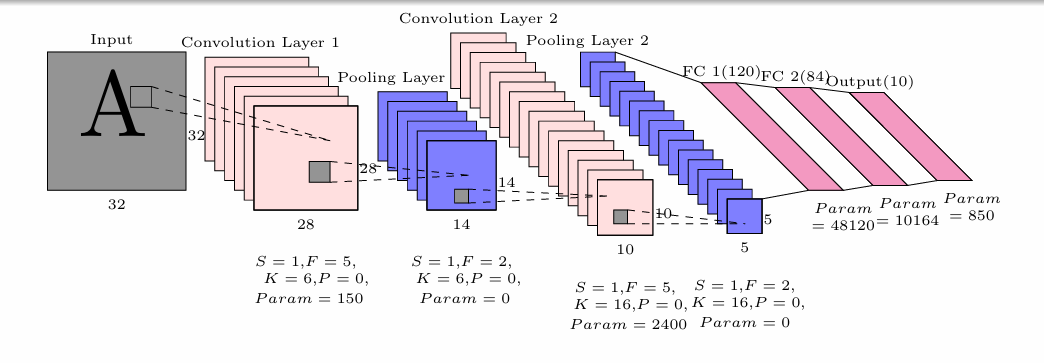 Convolution Layer 2
Input
Convolution Layer 1
Pooling Layer 2
Pooling Layer
FC 1(120)
FC 2(84)
Output(10)
A
32
28
14
10
5
32
28
14
10
5
Param
= 48120
Param
= 10164
Param
= 850
S = 1,F = 5,
K = 6,P = 0,
Param = 150
S = 1,F = 2,
K = 6,P = 0,
Param = 0
S = 1,F = 5,
K = 16,P = 0,
Param = 2400
S = 1,F = 2,
K = 16,P = 0,
Param = 0